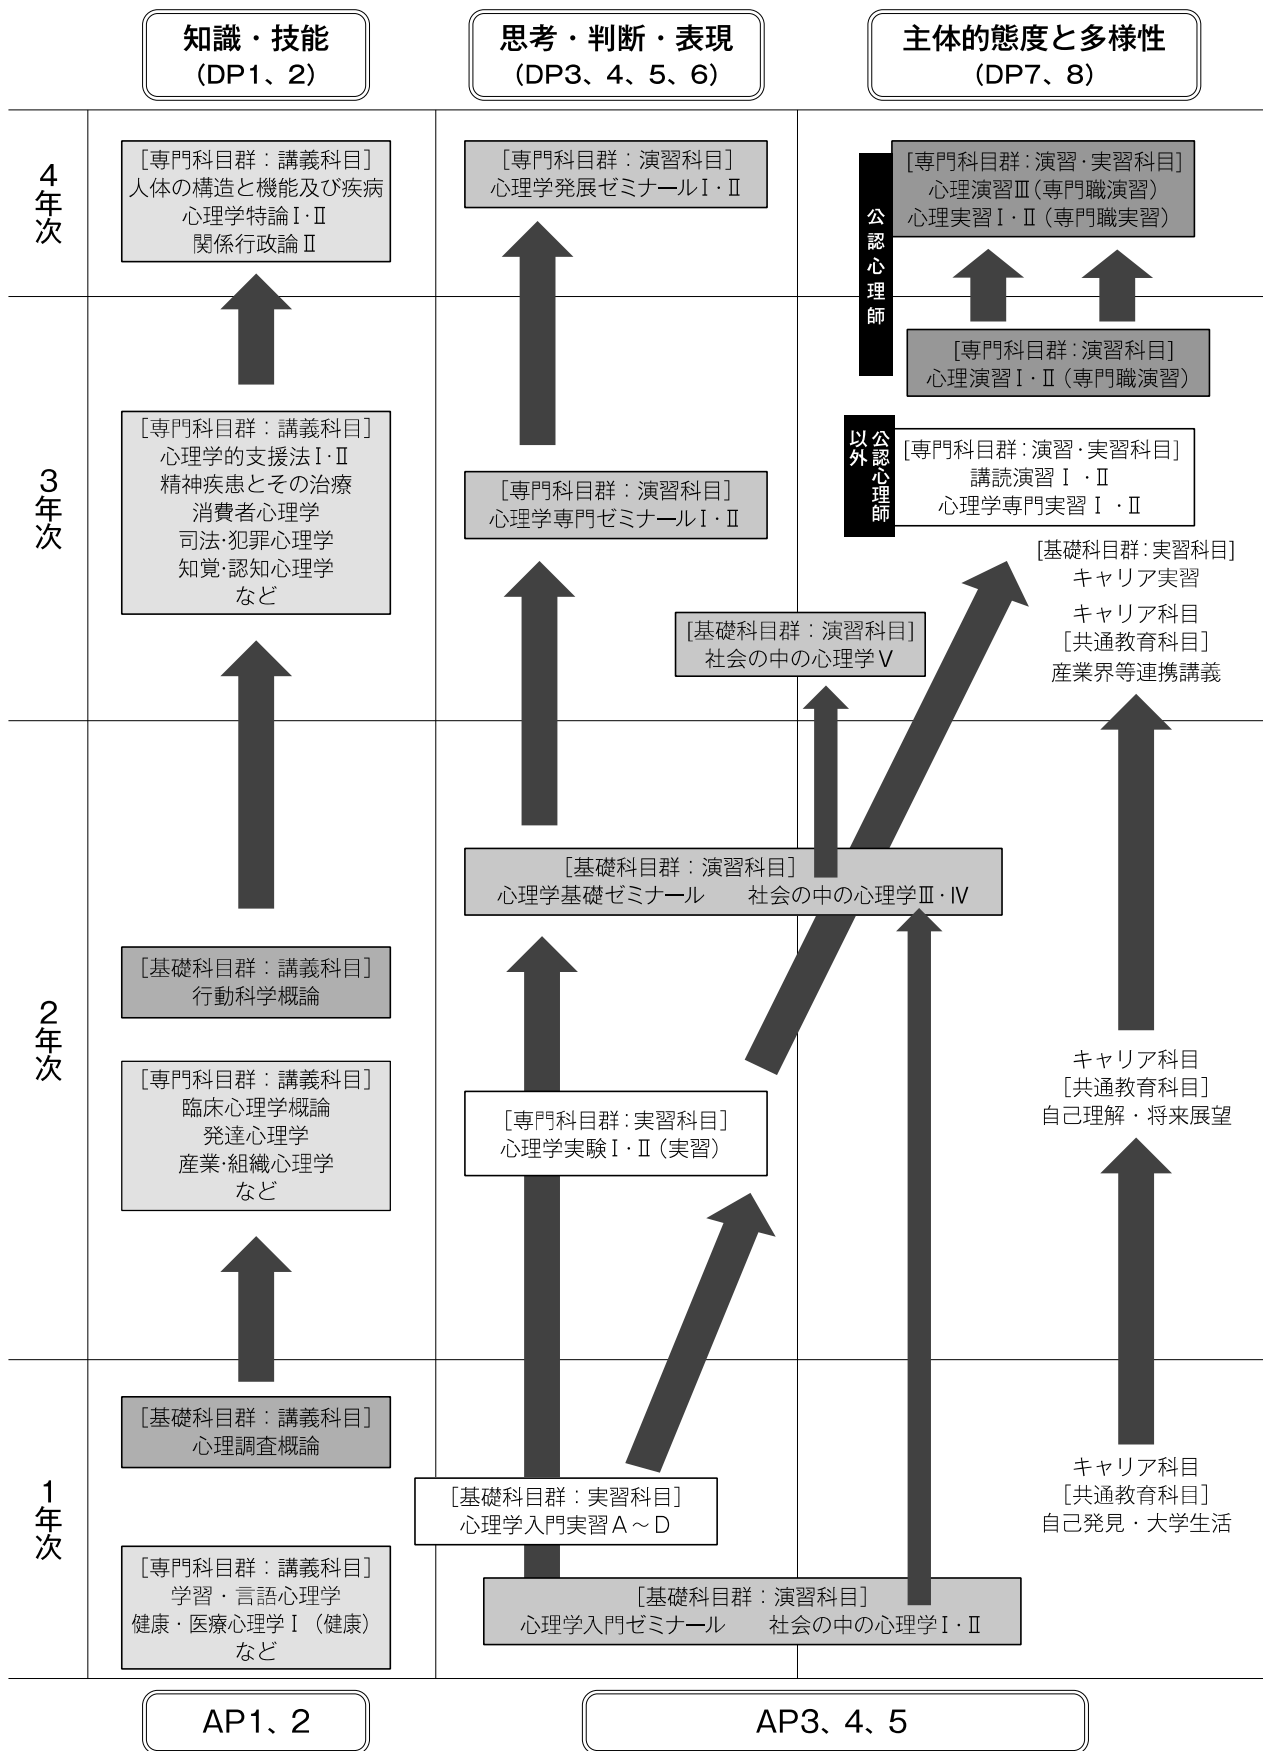 知識・技能
(DP1、2)
思考・判断・表現
(DP3、4、5、6)
主体的態度と多様性
(DP7、8)
4年次
[専門科目群：講義科目]
人体の構造と機能及び疾病
心理学特論Ⅰ・Ⅱ
関係行政論Ⅱ
[専門科目群：演習科目]
心理学発展ゼミナールⅠ・Ⅱ
公認心理師
[専門科目群：演習・実習科目]
心理演習Ⅲ（専門職演習）
心理実習Ⅰ・Ⅱ（専門職実習）
[専門科目群：演習科目]
心理演習Ⅰ・Ⅱ（専門職演習）
3年次
[専門科目群：講義科目]
心理学的支援法Ⅰ・Ⅱ
精神疾患とその治療
消費者心理学
司法・犯罪心理学
知覚・認知心理学
など
[専門科目群：演習科目]
心理学専門ゼミナールⅠ・Ⅱ
公認心理師
以外
[専門科目群：演習・実習科目]
講読演習Ⅰ・Ⅱ
心理学専門実習Ⅰ・Ⅱ
[基礎科目群：実習科目]
キャリア実習
キャリア科目
[共通教育科目]
産業界等連携講義
[基礎科目群：演習科目]
社会の中の心理学Ⅴ
2年次
[基礎科目群：演習科目]
心理学基礎ゼミナール　　社会の中の心理学Ⅲ・Ⅳ
[基礎科目群：講義科目]
行動科学概論
[専門科目群：講義科目]
臨床心理学概論
発達心理学
産業・組織心理学
など
[専門科目群：実習科目]
心理学実験Ⅰ・Ⅱ（実習）
キャリア科目
[共通教育科目]
自己理解・将来展望
1年次
[基礎科目群：講義科目]
心理調査概論
[専門科目群：講義科目]
学習・言語心理学
健康・医療心理学Ⅰ（健康）
など
[基礎科目群：実習科目]
心理学入門実習A～D
[基礎科目群：演習科目]
心理学入門ゼミナール　　社会の中の心理学Ⅰ・Ⅱ
キャリア科目
[共通教育科目]
自己発見・大学生活
AP1、2
AP3、4、5